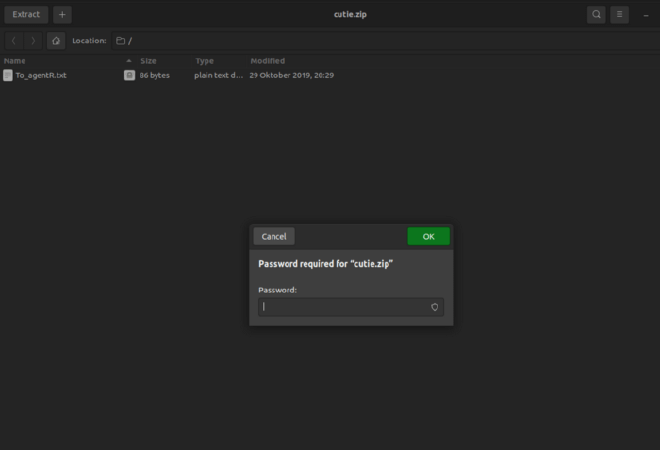 Extract
cutie.zip
Location: /
Name Size Type Modified
To_agentR.txt 86 bytes plain text d... 29 Oktober 2019, 20:29
Cancel OK
Password required for “cutie.zip”
Password: